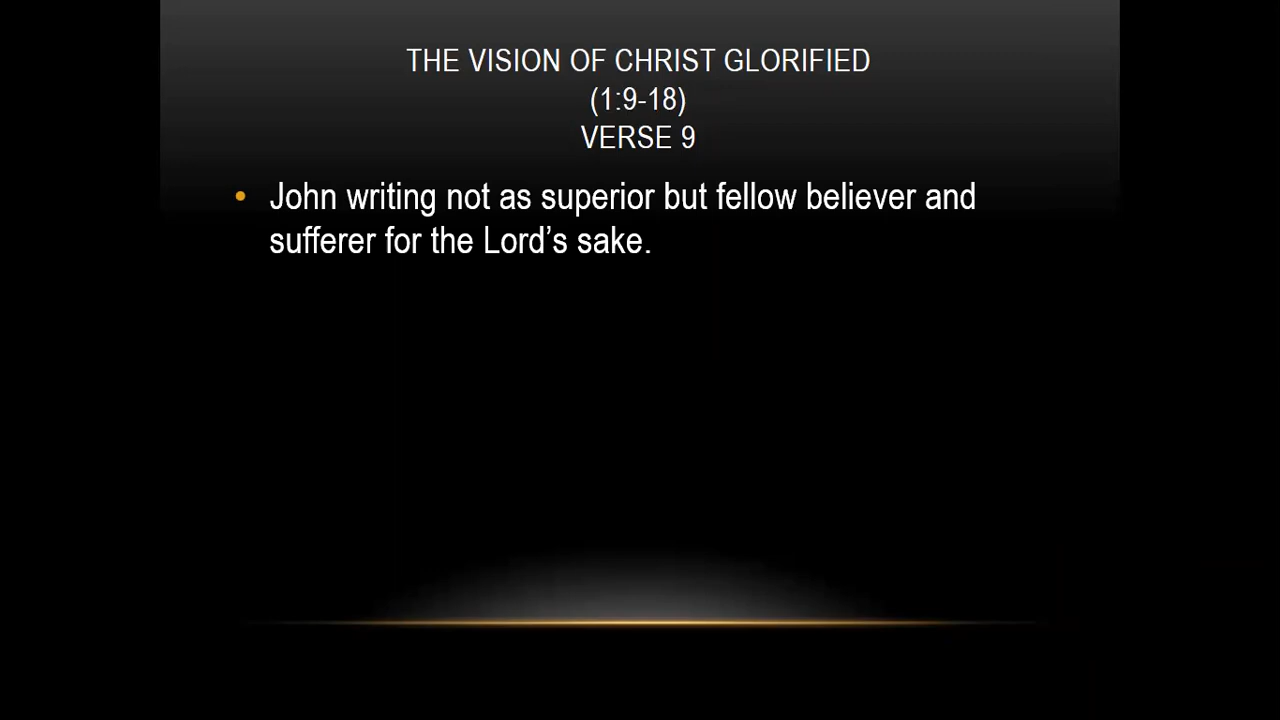 THE VISION OF CHRIST GLORIFIED
(1:9-18)
VERSE 9
• John writing not as superior but fellow believer and
sufferer for the Lord’s sake.